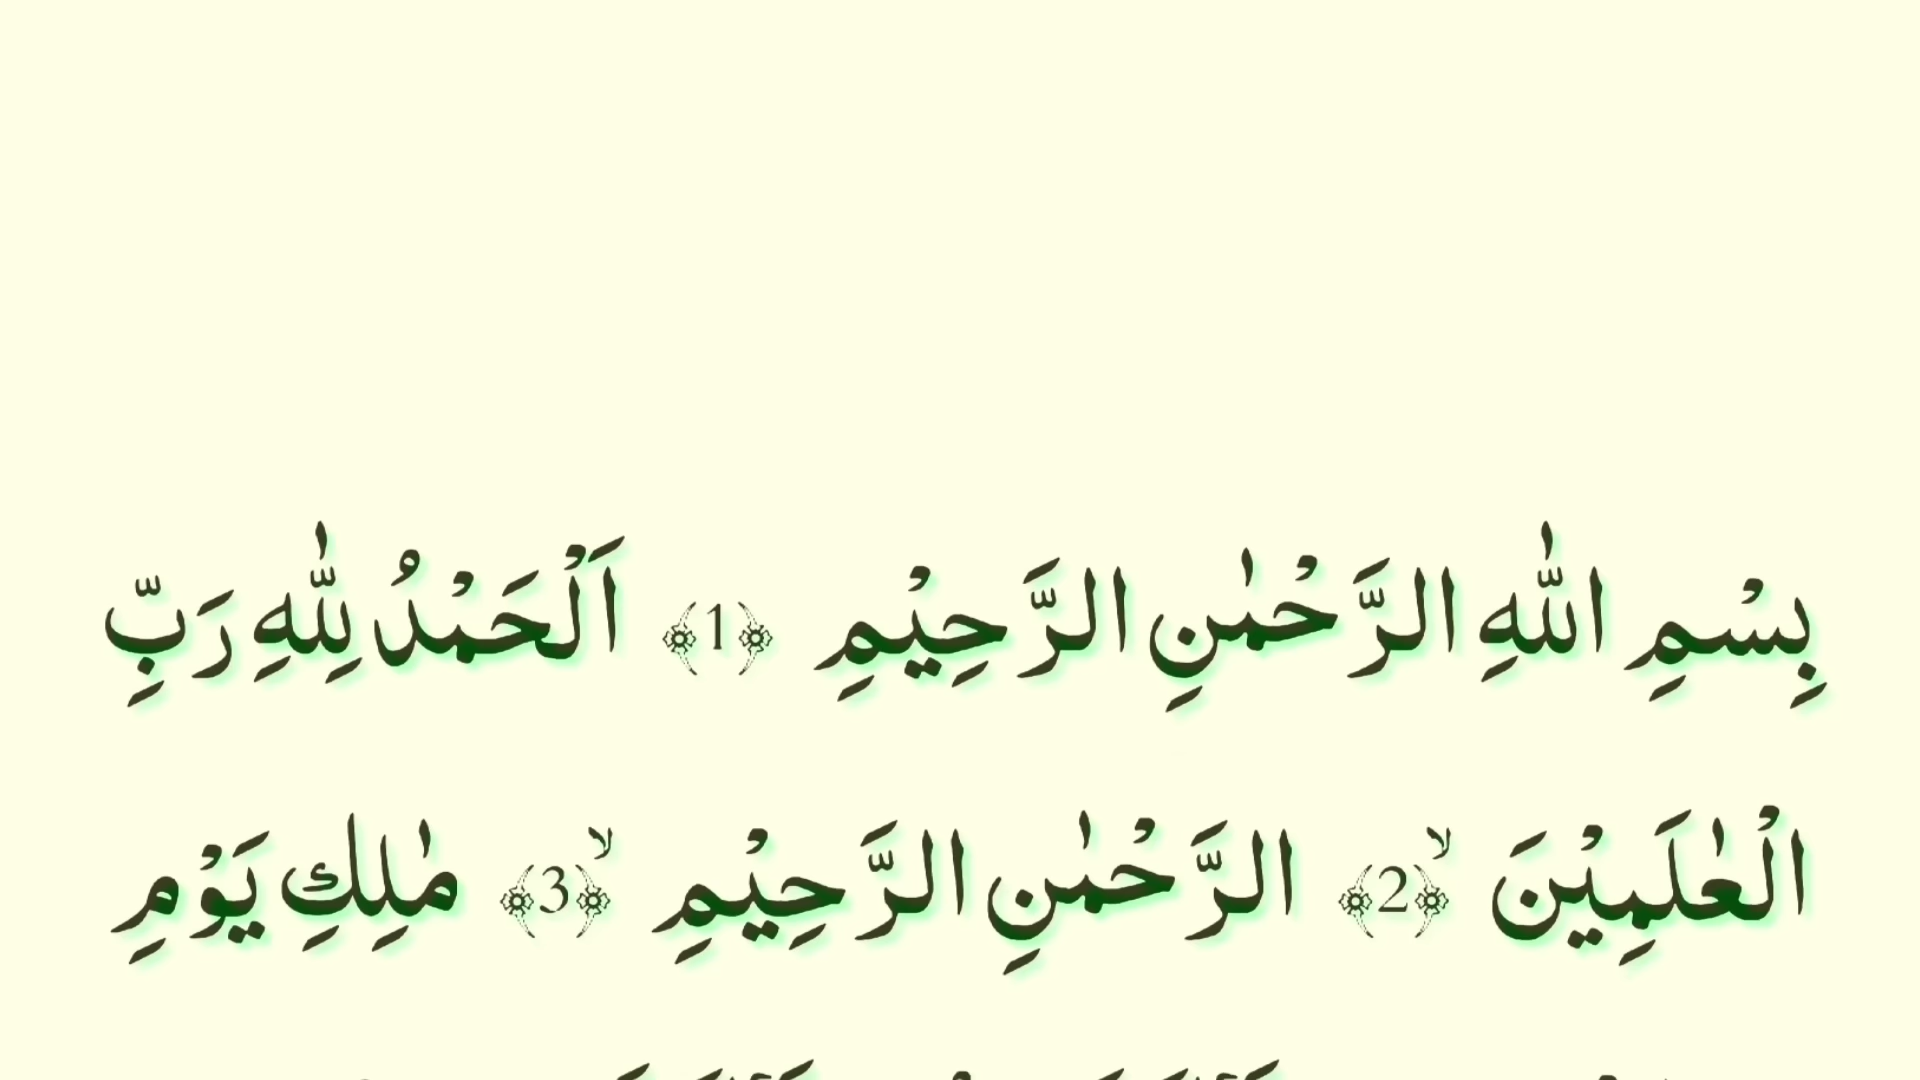 بِسْمِ اللّٰهِ الرَّحْمٰنِ الرَّحِيْمِ ﴿1﴾ اَلْحَمْدُ لِلّٰهِ رَبِّ
الْعٰلَمِيْنَ ۙ﴿2﴾ الرَّحْمٰنِ الرَّحِيْمِ ۙ﴿3﴾ مٰلِكِ يَوْمِ